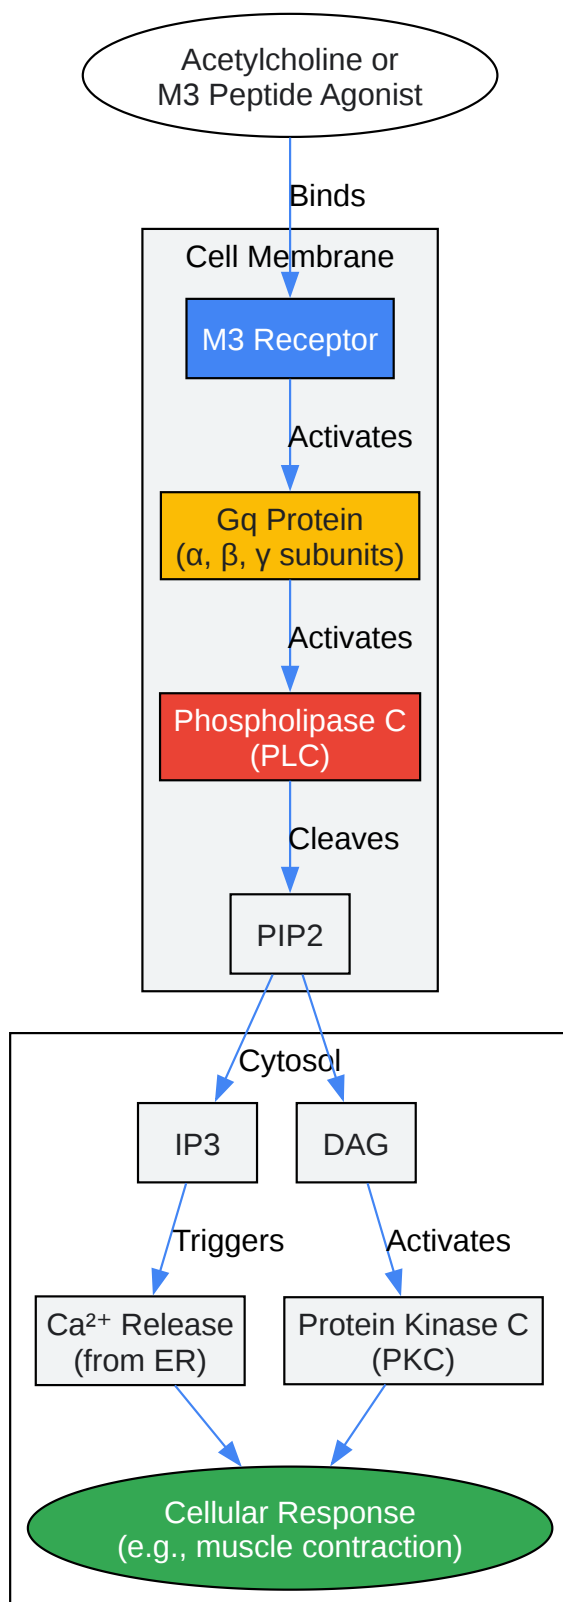 Acetylcholine or
M3 Peptide Agonist
Binds
Cell Membrane
M3 Receptor
Activates
Gq Protein
(α, β, γ subunits)
Activates
Phospholipase C
(PLC)
Cleaves
PIP2
Cytosol
IP3
DAG
Triggers
Activates
Ca²⁺ Release
(from ER)
Protein Kinase C
(PKC)
Cellular Response
(e.g., muscle contraction)